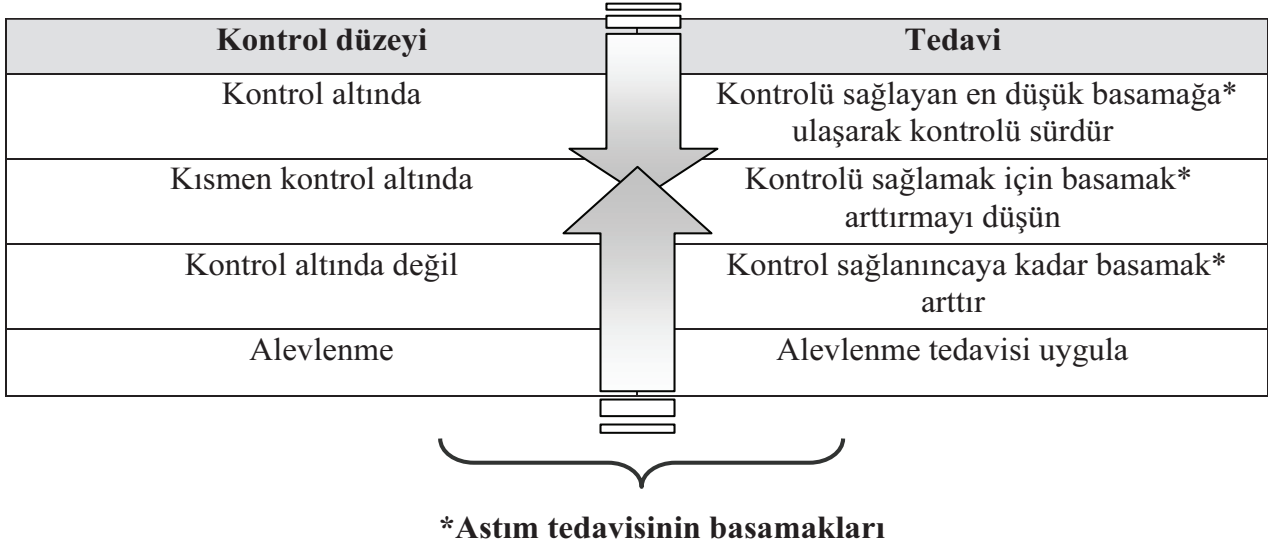 Kontrol düzeyi Tedavi
Kontrol altında Kontrolü sağlayan en düşük basamağa*
ulaşarak kontrolü sürdür
Kısmen kontrol altında Kontrolü sağlamak için basamak*
arttırmayı düşün
Kontrol altında değil Kontrol sağlanıncaya kadar basamak*
arttır
Alevlenme Alevlenme tedavisi uygula
*Astım tedavisinin basamakları